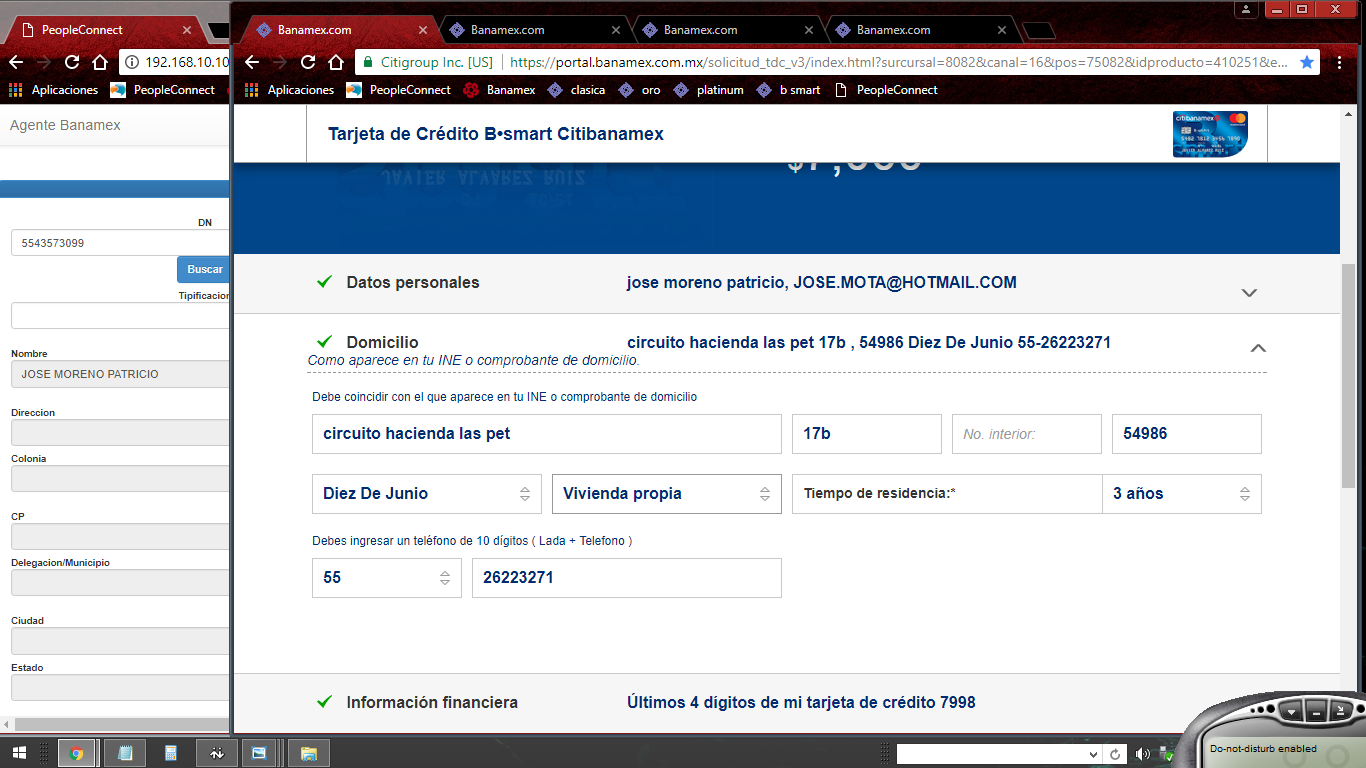 PeopleConnect
Banamex.com
Banamex.com
Banamex.com
Banamex.com
192.168.10.10
Citigroup Inc. [US]
https://portal.banamex.com.mx/solicitud_tdc_v3/index.html?surcursal=8082&canal=16&pos=75082&idproducto=410251&e...
Aplicaciones
PeopleConnect
Aplicaciones
PeopleConnect
Banamex
clasica
oro
platinum
b smart
PeopleConnect
Agente Banamex
DN
5543573099
Buscar
Tipificacion
Nombre
JOSE MORENO PATRICIO
Direccion
Colonia
CP
Delegacion/Municipio
Ciudad
Estado
Tarjeta de Crédito B•smart Citibanamex
citibanamex
JAVIER ALVAREZ RUIZ
Datos personales
jose moreno patricio, JOSE.MOTA@HOTMAIL.COM
Domicilio
circuito hacienda las pet 17b , 54986 Diez De Junio 55-26223271
Como aparece en tu INE o comprobante de domicilio.
Debe coincidir con el que aparece en tu INE o comprobante de domicilio
circuito hacienda las pet
17b
No. interior:
54986
Diez De Junio
Vivienda propia
Tiempo de residencia:*
3 años
Debes ingresar un teléfono de 10 dígitos ( Lada + Telefono )
55
26223271
Información financiera
Últimos 4 dígitos de mi tarjeta de crédito 7998
Do-not-disturb enabled